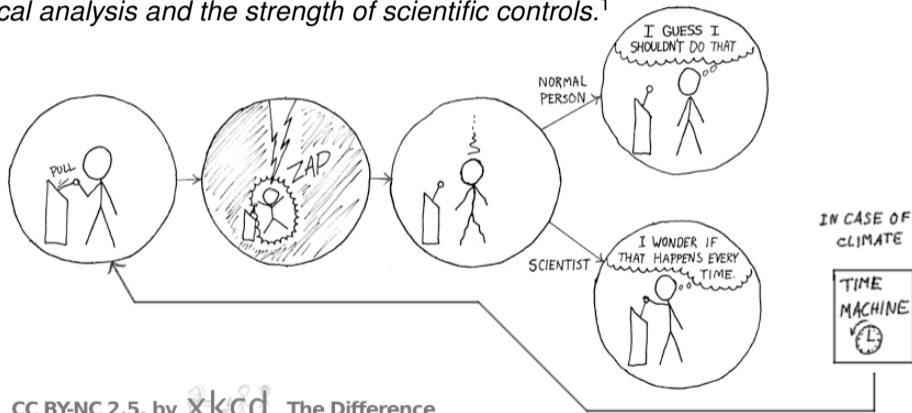 cal analysis and the strength of scientific controls.¹
I GUESS I
SHOULDN'T DO THAT
NORMAL
PERSON
PULL
ZAP
IN CASE OF
CLIMATE
I WONDER IF
THAT HAPPENS EVERY
TIME.
SCIENTIST
TIME
MACHINE
CC BY-NC 2.5, by xkcd The Difference